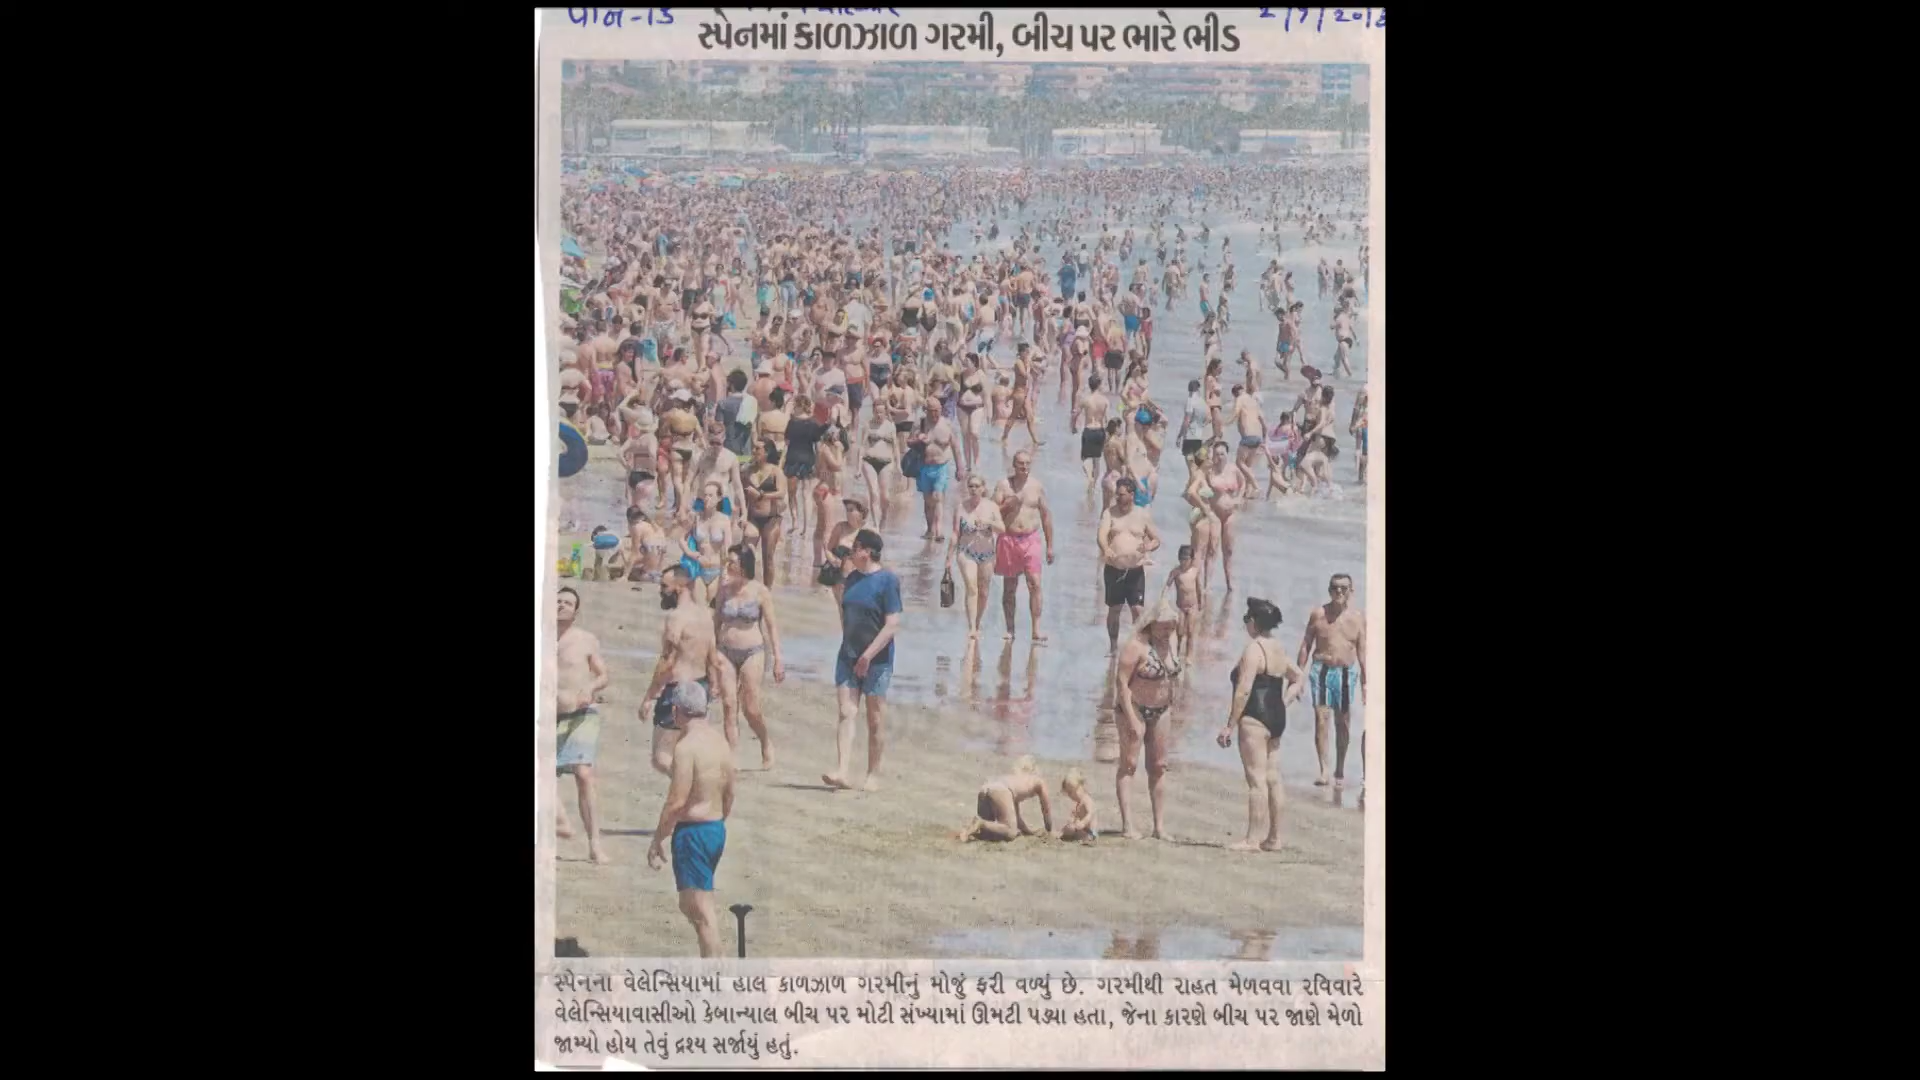 પાન-13
સ્પેનમાં કાળઝાળ ગરમી, બીચ પર ભારે ભીડ
સ્પેનના વેલેન્સિયામાં હાલ કાળઝાળ ગરમીનું મોજું ફરી વળ્યું છે. ગરમીથી રાહત મેળવવા રવિવારે
વેલેન્સિયાવાસીઓ કેબાન્યાલ બીચ પર મોટી સંખ્યામાં ઊમટી પડ્યા હતા, જેના કારણે બીચ પર જાણે મેળો
જામ્યો હોય તેવું દ્રશ્ય સર્જાયું હતું.